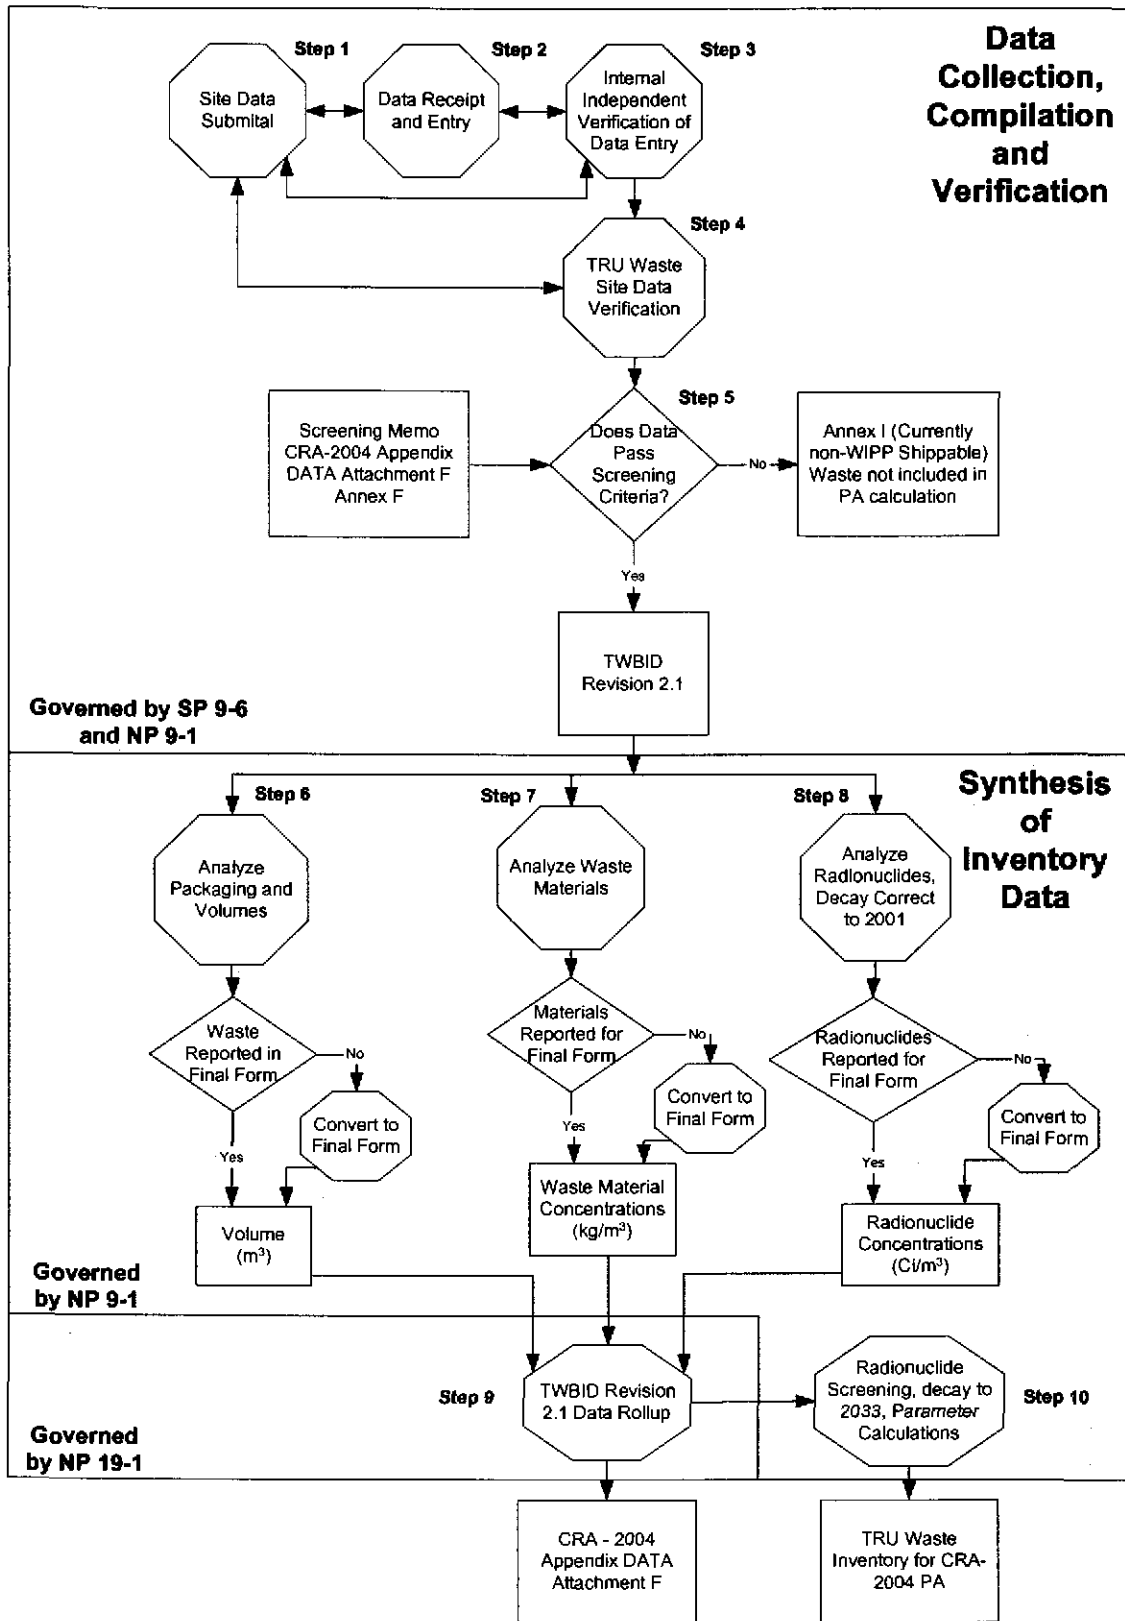 Data
Collection,
Compilation
and
Verification
Step 1
Site Data
Submital
Step 2
Data Receipt
and Entry
Step 3
Internal
Independent
Verification of
Data Entry
Step 4
TRU Waste
Site Data
Verification
Step 5
Screening Memo
CRA-2004 Appendix
DATA Attachment F
Annex F
Does Data
Pass
Screening
Criteria?
No
Annex I (Currently
non-WIPP Shippable)
Waste not included in
PA calculation
Yes
TWBID
Revision 2.1
Governed by SP 9-6
and NP 9-1
Synthesis
of
Inventory
Data
Step 6
Analyze
Packaging and
Volumes
Step 7
Analyze Waste
Materials
Step 8
Analyze
Radionuclides,
Decay Correct
to 2001
Waste
Reported in
Final Form
No
Convert to
Final Form
Yes
Volume
(m³)
Materials
Reported for
Final Form
No
Convert to
Final Form
Yes
Waste Material
Concentrations
(kg/m³)
Radionuclides
Reported for
Final Form
No
Convert to
Final Form
Yes
Radionuclide
Concentrations
(Ci/m³)
Governed
by NP 9-1
Step 9
TWBID Revision
2.1 Data Rollup
Radionuclide
Screening, decay to
2033, Parameter
Calculations
Step 10
Governed
by NP 19-1
CRA - 2004
Appendix DATA
Attachment F
TRU Waste
Inventory for CRA-
2004 PA